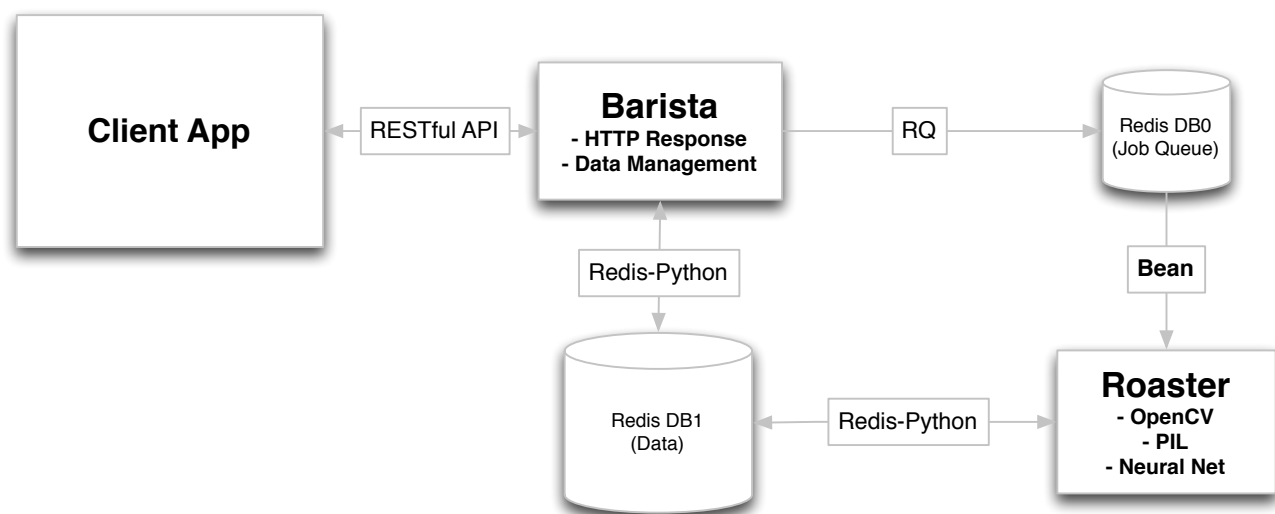 Client App
RESTful API
Barista
- HTTP Response
- Data Management
RQ
Redis DB0
(Job Queue)
Redis-Python
Bean
Redis DB1
(Data)
Redis-Python
Roaster
- OpenCV
- PIL
- Neural Net